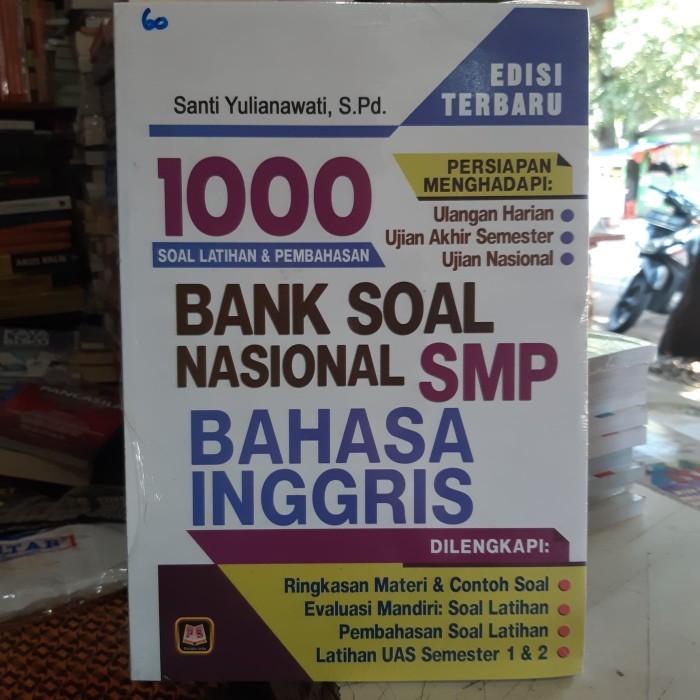 60
EDISI
TERBARU
Santi Yulianawati, S.Pd.
1000
SOAL LATIHAN & PEMBAHASAN
PERSIAPAN
MENGHADAPI:
Ulangan Harian
Ujian Akhir Semester
Ujian Nasional
BANK SOAL
NASIONAL SMP
BAHASA
INGGRIS
DILENGKAPI:
Ringkasan Materi & Contoh Soal
Evaluasi Mandiri: Soal Latihan
Pembahasan Soal Latihan
Latihan UAS Semester 1 & 2
PANCASILA